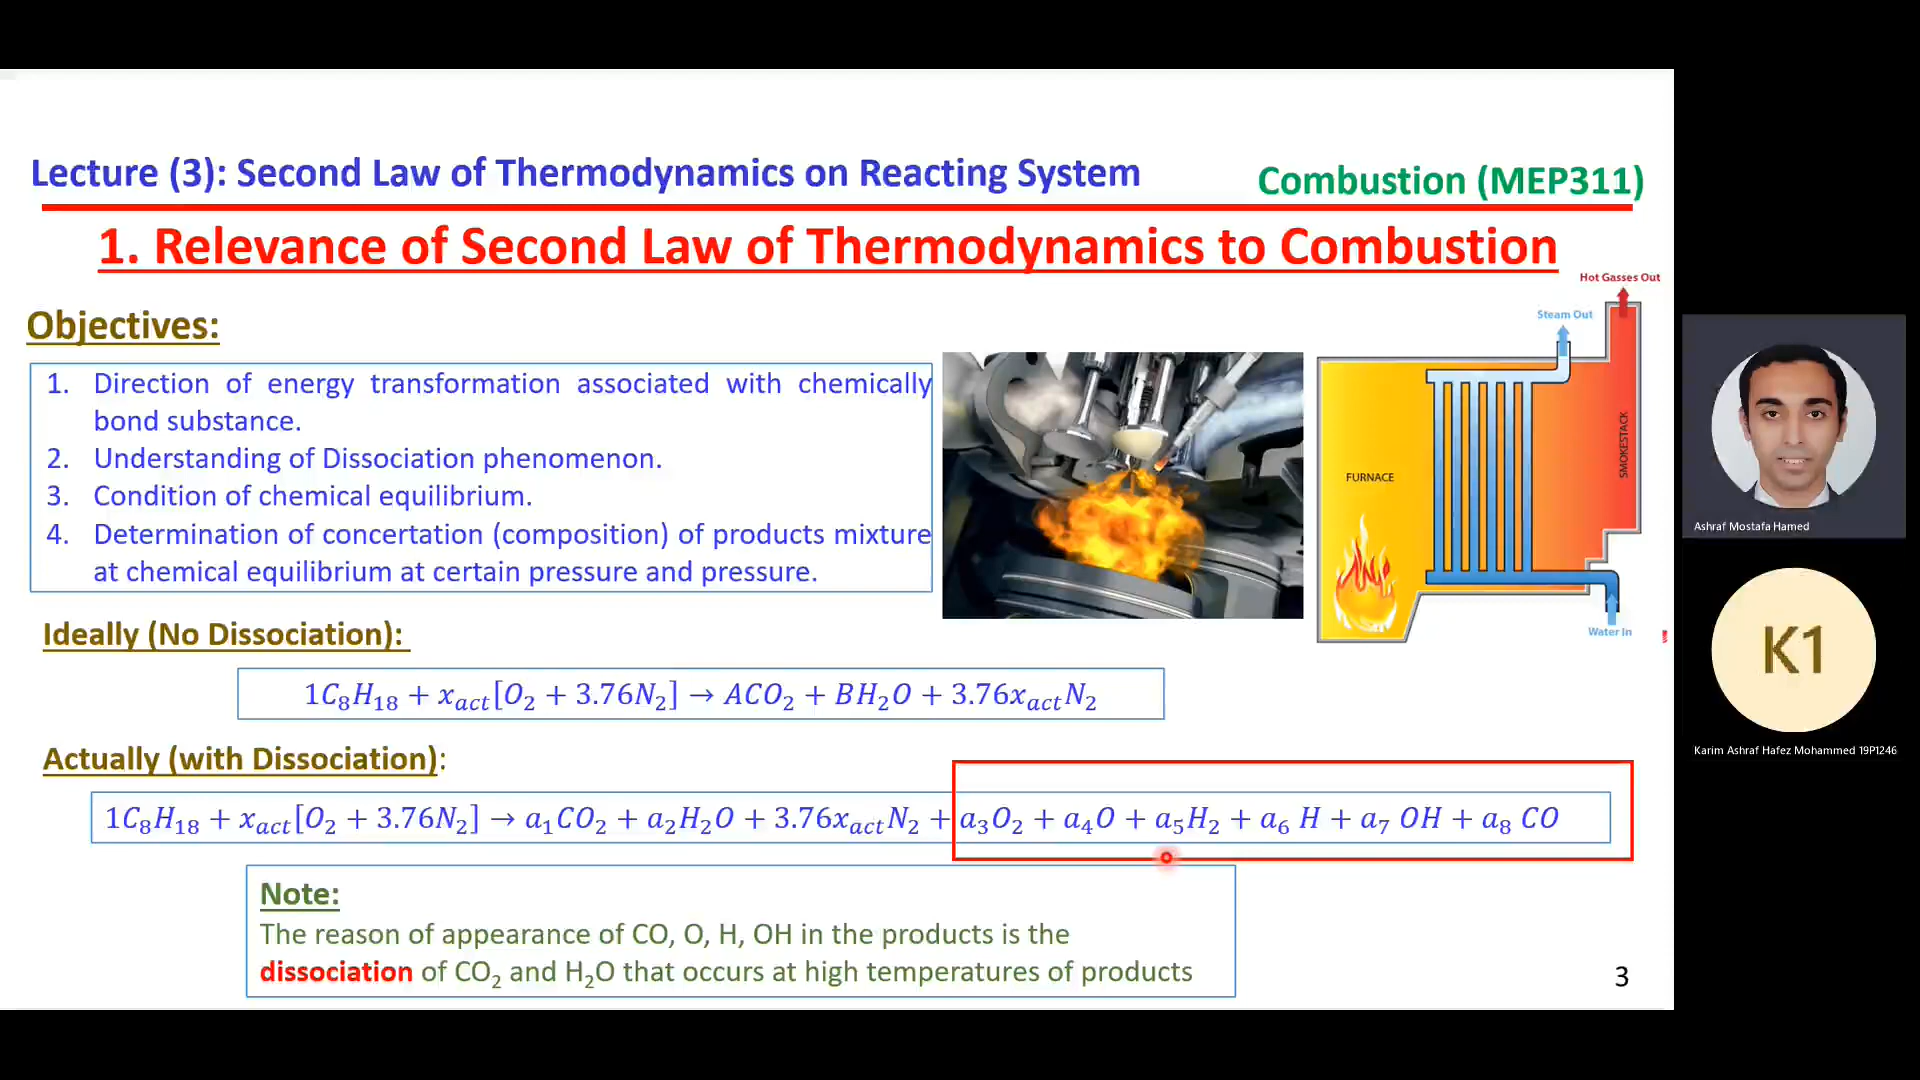 Lecture (3): Second Law of Thermodynamics on Reacting System
Combustion (MEP311)
1. Relevance of Second Law of Thermodynamics to Combustion
Objectives:
1. Direction of energy transformation associated with chemically
bond substance.
2. Understanding of Dissociation phenomenon.
3. Condition of chemical equilibrium.
4. Determination of concertation (composition) of products mixture
at chemical equilibrium at certain pressure and pressure.
Hot Gasses Out
Steam Out
FURNACE
SMOKESTACK
Water In
Ideally (No Dissociation):
1C₈H₁₈ + x_act[O₂ + 3.76N₂] → ACO₂ + BH₂O + 3.76x_actN₂
Actually (with Dissociation):
1C₈H₁₈ + x_act[O₂ + 3.76N₂] → a₁CO₂ + a₂H₂O + 3.76x_actN₂ + a₃O₂ + a₄O + a₅H₂ + a₆ H + a₇ OH + a₈ CO
Note:
The reason of appearance of CO, O, H, OH in the products is the
dissociation of CO₂ and H₂O that occurs at high temperatures of products
3
Ashraf Mostafa Hamed
K1
Karim Ashraf Hafez Mohammed 19P1246